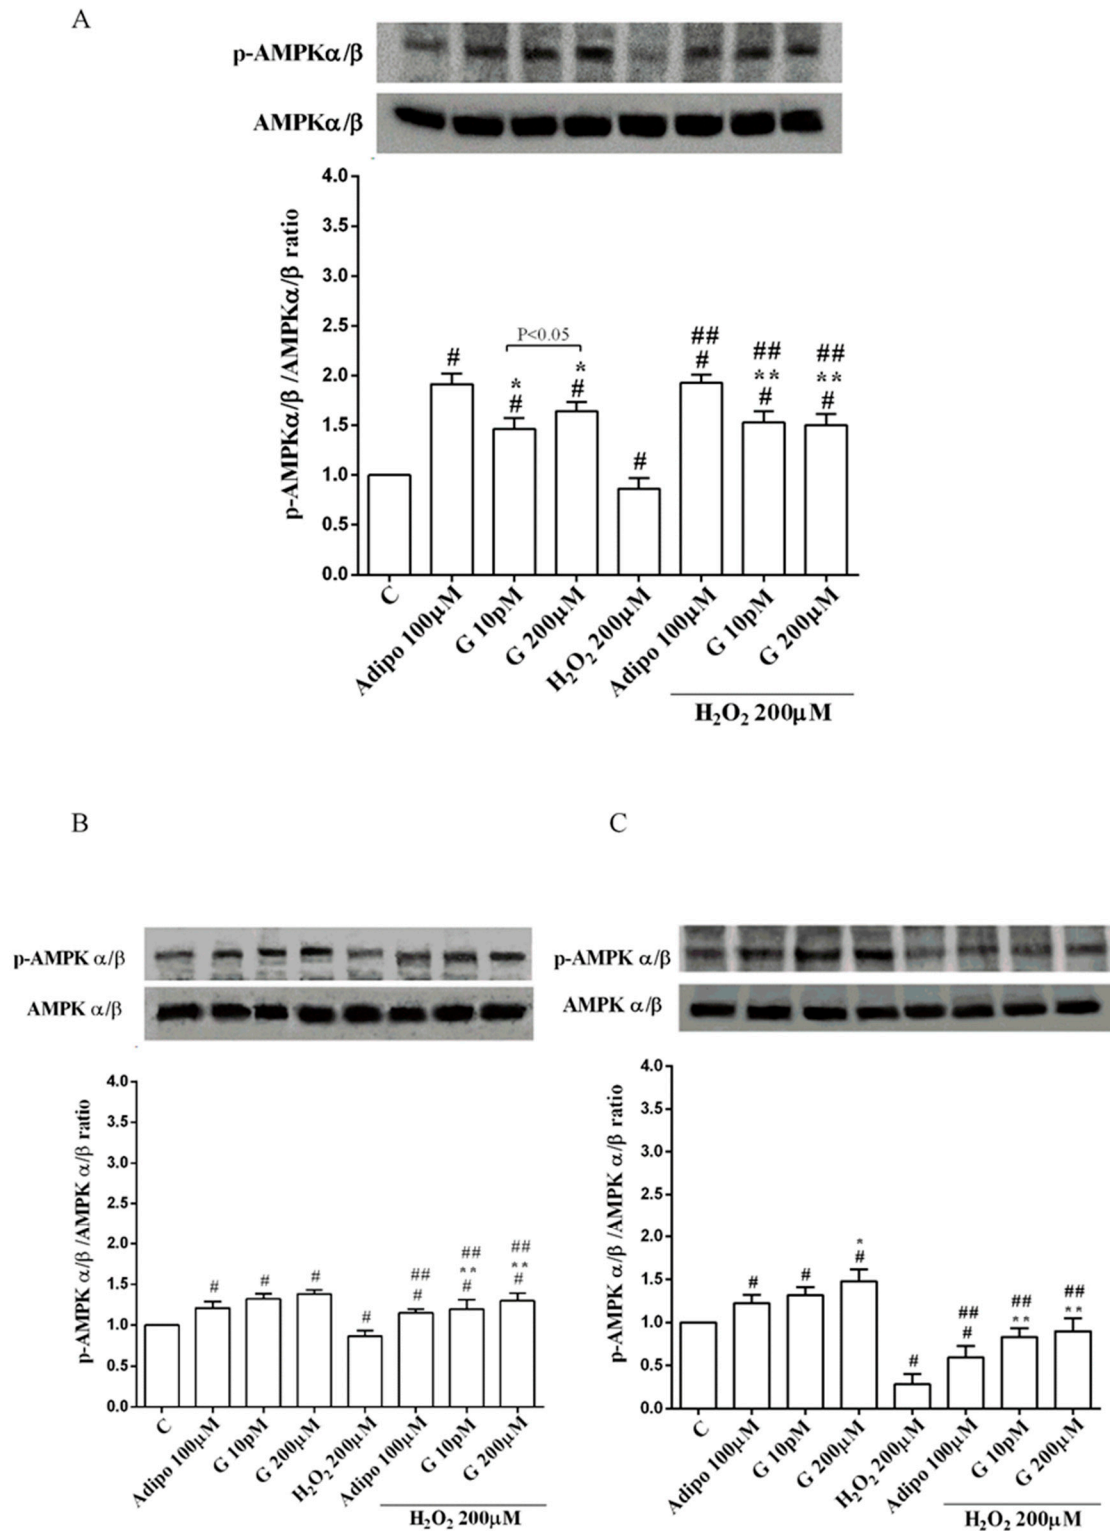 A
p-AMPKα/β
AMPKα/β
p-AMPKα/β /AMPKα/β ratio
4.0
3.5
3.0
2.5
2.0
1.5
1.0
0.5
0.0
P<0.05
#
*
#
*
#
#
##
#
##
**
#
##
**
#
C
Adipo 100µM
G 10pM
G 200µM
H₂O₂ 200µM
Adipo 100µM
G 10pM
G 200µM
H₂O₂ 200µM
B
p-AMPK α/β
AMPK α/β
p-AMPK α/β /AMPK α/β ratio
4.0
3.5
3.0
2.5
2.0
1.5
1.0
0.5
0.0
#
#
#
#
##
#
##
**
#
##
**
#
C
Adipo 100µM
G 10pM
G 200µM
H₂O₂ 200µM
Adipo 100µM
G 10pM
G 200µM
H₂O₂ 200µM
C
p-AMPK α/β
AMPK α/β
p-AMPK α/β /AMPK α/β ratio
4.0
3.5
3.0
2.5
2.0
1.5
1.0
0.5
0.0
#
#
*
#
#
##
#
##
**
##
**
C
Adipo 100µM
G 10pM
G 200µM
H₂O₂ 200µM
Adipo 100µM
G 10pM
G 200µM
H₂O₂ 200µM